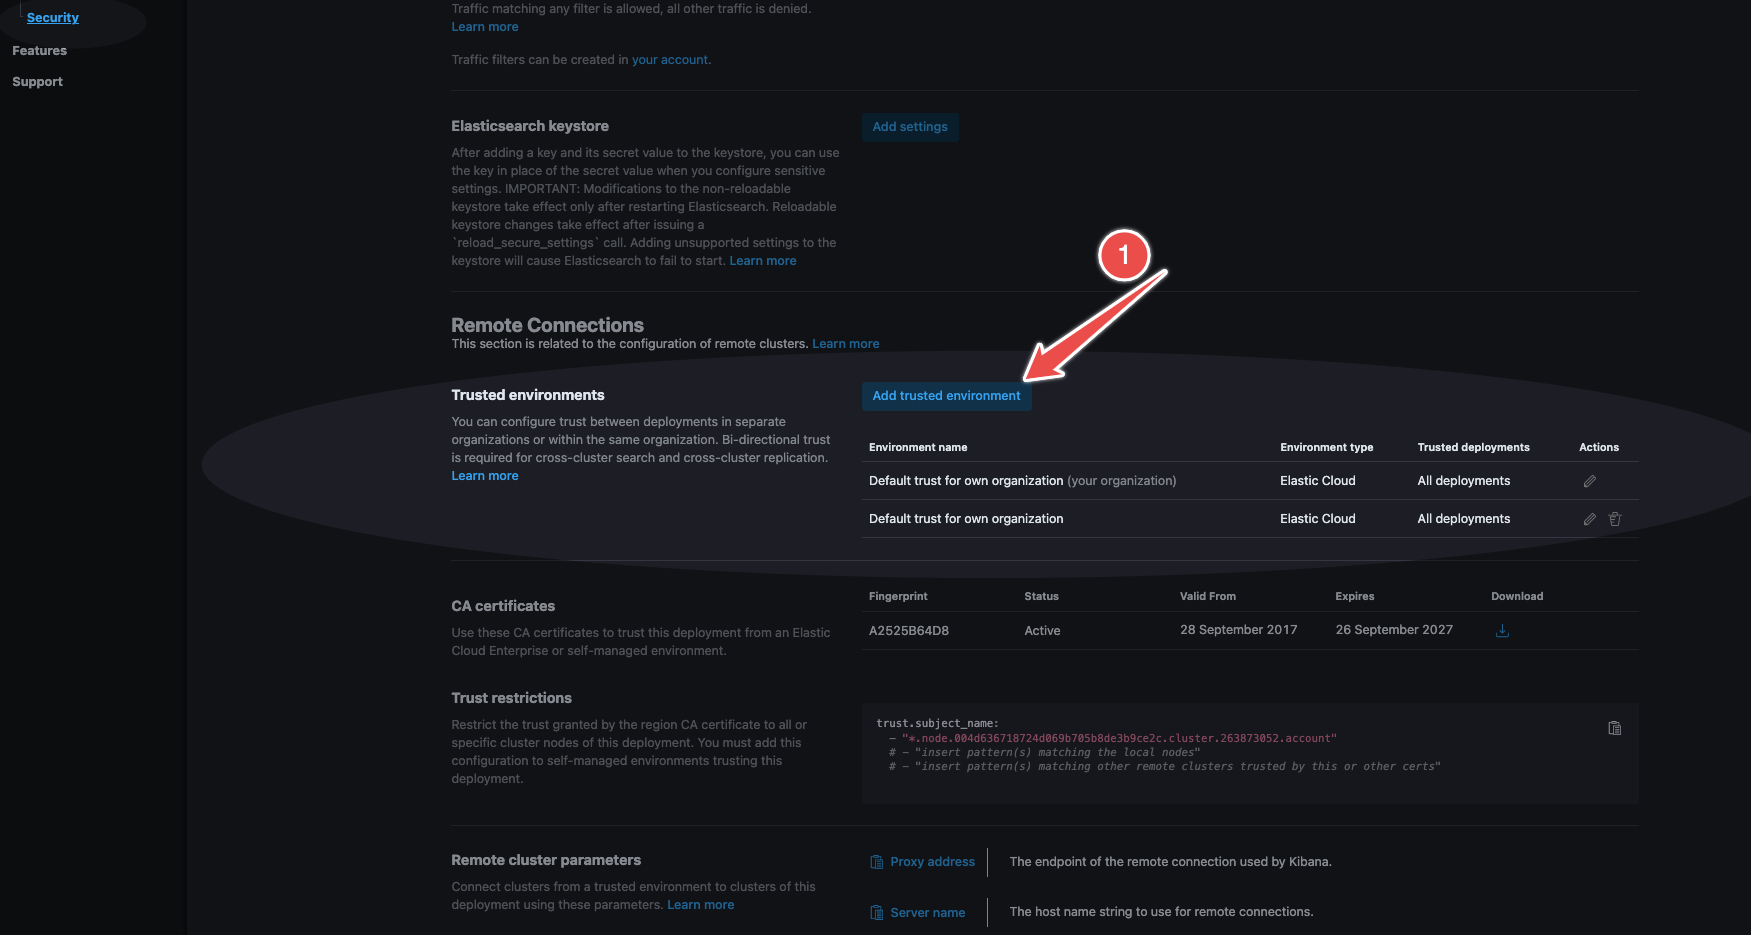 Security
Features
Support
Traffic matching any filter is allowed, all other traffic is denied.
Learn more
Traffic filters can be created in your account.
Elasticsearch keystore
Add settings
After adding a key and its secret value to the keystore, you can use
the key in place of the secret value when you configure sensitive
settings. IMPORTANT: Modifications to the non-reloadable
keystore take effect only after restarting Elasticsearch. Reloadable
keystore changes take effect after issuing a
`reload_secure_settings` call. Adding unsupported settings to the
keystore will cause Elasticsearch to fail to start. Learn more
1
Remote Connections
This section is related to the configuration of remote clusters. Learn more
Trusted environments
You can configure trust between deployments in separate
organizations or within the same organization. Bi-directional trust
is required for cross-cluster search and cross-cluster replication.
Learn more
Add trusted environment
Environment name Environment type Trusted deployments Actions
Default trust for own organization (your organization) Elastic Cloud All deployments
Default trust for own organization Elastic Cloud All deployments
CA certificates
Use these CA certificates to trust this deployment from an Elastic
Cloud Enterprise or self-managed environment.
Fingerprint Status Valid From Expires Download
A2525B64D8 Active 28 September 2017 26 September 2027
Trust restrictions
Restrict the trust granted by the region CA certificate to all or
specific cluster nodes of this deployment. You must add this
configuration to self-managed environments trusting this
deployment.
trust.subject_name:
- "*.node.004d636718724d069b705b8de3b9ce2c.cluster.263873052.account"
# - "insert pattern(s) matching the local nodes"
# - "insert pattern(s) matching other remote clusters trusted by this or other certs"
Remote cluster parameters
Connect clusters from a trusted environment to clusters of this
deployment using these parameters. Learn more
Proxy address The endpoint of the remote connection used by Kibana.
Server name The host name string to use for remote connections.